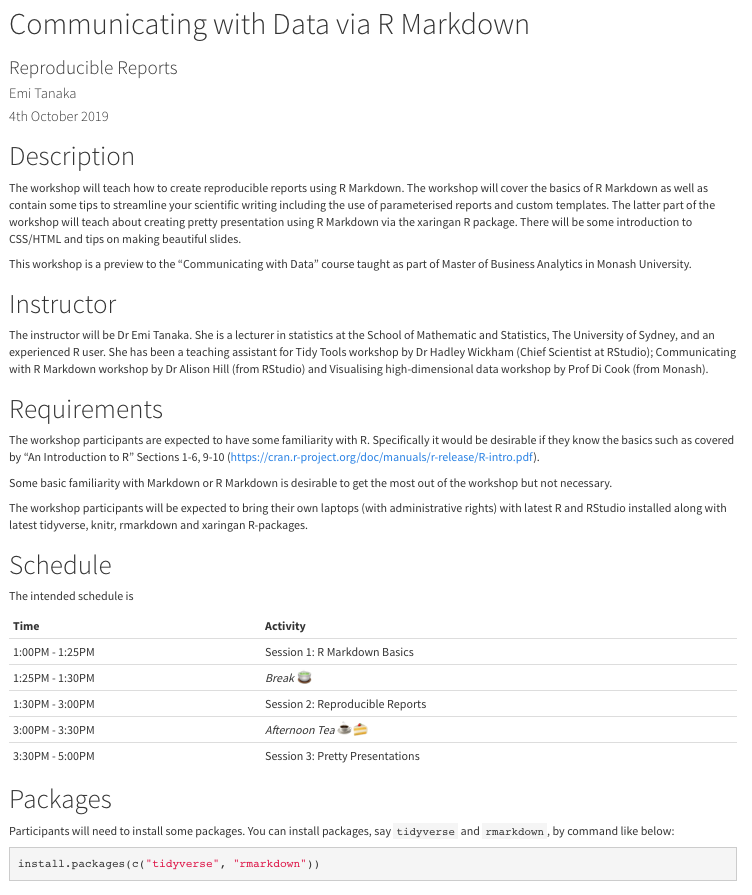 Communicating with Data via R Markdown
Reproducible Reports
Emi Tanaka
4th October 2019
Description
The workshop will teach how to create reproducible reports using R Markdown. The workshop will cover the basics of R Markdown as well as
contain some tips to streamline your scientific writing including the use of parameterised reports and custom templates. The latter part of the
workshop will teach about creating pretty presentation using R Markdown via the xaringan R package. There will be some introduction to
CSS/HTML and tips on making beautiful slides.
This workshop is a preview to the “Communicating with Data” course taught as part of Master of Business Analytics in Monash University.
Instructor
The instructor will be Dr Emi Tanaka. She is a lecturer in statistics at the School of Mathematic and Statistics, The University of Sydney, and an
experienced R user. She has been a teaching assistant for Tidy Tools workshop by Dr Hadley Wickham (Chief Scientist at RStudio); Communicating
with R Markdown workshop by Dr Alison Hill (from RStudio) and Visualising high-dimensional data workshop by Prof Di Cook (from Monash).
Requirements
The workshop participants are expected to have some familiarity with R. Specifically it would be desirable if they know the basics such as covered
by “An Introduction to R” Sections 1-6, 9-10 (https://cran.r-project.org/doc/manuals/r-release/R-intro.pdf).
Some basic familiarity with Markdown or R Markdown is desirable to get the most out of the workshop but not necessary.
The workshop participants will be expected to bring their own laptops (with administrative rights) with latest R and RStudio installed along with
latest tidyverse, knitr, rmarkdown and xaringan R-packages.
Schedule
The intended schedule is
Time Activity
1:00PM - 1:25PM Session 1: R Markdown Basics
1:25PM - 1:30PM Break 🍵
1:30PM - 3:00PM Session 2: Reproducible Reports
3:00PM - 3:30PM Afternoon Tea ☕🍰
3:30PM - 5:00PM Session 3: Pretty Presentations
Packages
Participants will need to install some packages. You can install packages, say tidyverse and rmarkdown, by command like below:
install.packages(c("tidyverse", "rmarkdown"))